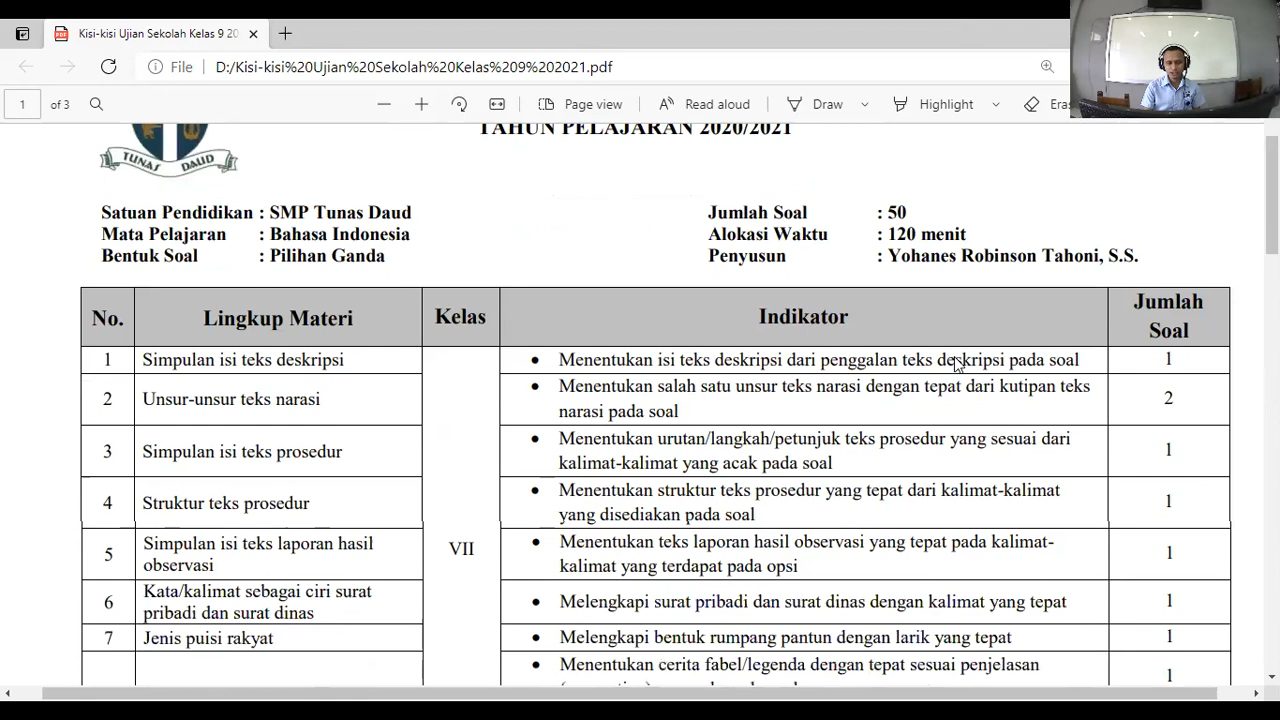 Kisi-kisi Ujian Sekolah Kelas 9 20
File
D:/Kisi-kisi%20Ujian%20Sekolah%20Kelas%209%202021.pdf
1 of 3
Page view
Read aloud
Draw
Highlight
TAHUN PELAJARAN 2020/2021
TUNAS DAUD
Satuan Pendidikan : SMP Tunas Daud
Jumlah Soal : 50
Mata Pelajaran : Bahasa Indonesia
Alokasi Waktu : 120 menit
Bentuk Soal : Pilihan Ganda
Penyusun : Yohanes Robinson Tahoni, S.S.
No. Lingkup Materi Kelas Indikator Jumlah
Soal
1 Simpulan isi teks deskripsi • Menentukan isi teks deskripsi dari penggalan teks deskripsi pada soal 1
2 Unsur-unsur teks narasi • Menentukan salah satu unsur teks narasi dengan tepat dari kutipan teks
narasi pada soal 2
3 Simpulan isi teks prosedur • Menentukan urutan/langkah/petunjuk teks prosedur yang sesuai dari
kalimat-kalimat yang acak pada soal 1
4 Struktur teks prosedur • Menentukan struktur teks prosedur yang tepat dari kalimat-kalimat
yang disediakan pada soal 1
VII
5 Simpulan isi teks laporan hasil
observasi
• Menentukan teks laporan hasil observasi yang tepat pada kalimat-
kalimat yang terdapat pada opsi 1
6 Kata/kalimat sebagai ciri surat
pribadi dan surat dinas
• Melengkapi surat pribadi dan surat dinas dengan kalimat yang tepat 1
7 Jenis puisi rakyat • Melengkapi bentuk rumpang pantun dengan larik yang tepat 1
• Menentukan cerita fabel/legenda dengan tepat sesuai penjelasan
1